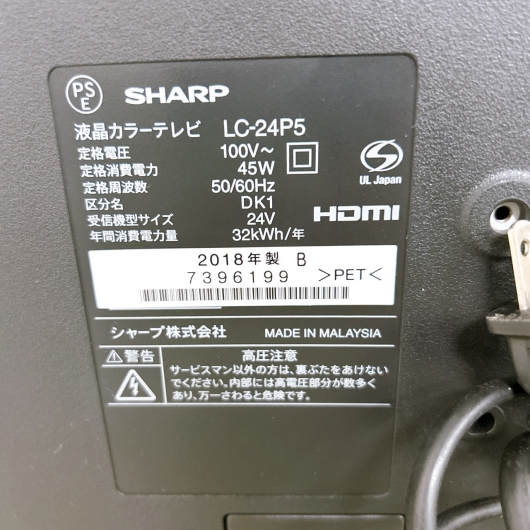 PSE SHARP
液晶カラーテレビ LC-24P5
定格電圧 100V～
定格消費電力 45W
定格周波数 50/60Hz
区分名 DK1
受信機型サイズ 24V
年間消費電力量 32kWh/年
UL Japan
HDMI
2018年製 B
7396199 >PET<
シャープ株式会社 MADE IN MALAYSIA
⚠警告 高圧注意
サービスマン以外の方は、裏ぶたをあけない
でください。内部には高電圧部分が数多く
あり、万一さわると危険です。